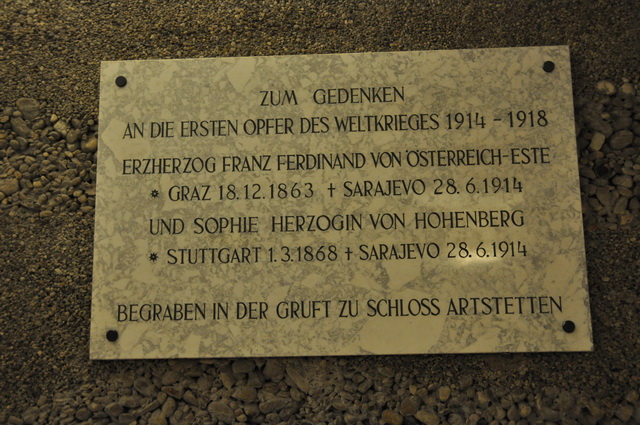 ZUM GEDENKEN
AN DIE ERSTEN OPFER DES WELTKRIEGES 1914 - 1918
ERZHERZOG FRANZ FERDINAND VON ÖSTERREICH-ESTE
* GRAZ 18.12.1863 † SARAJEVO 28.6.1914
UND SOPHIE HERZOGIN VON HOHENBERG
* STUTTGART 1.3.1868 † SARAJEVO 28.6.1914
BEGRABEN IN DER GRUFT ZU SCHLOSS ARTSTETTEN